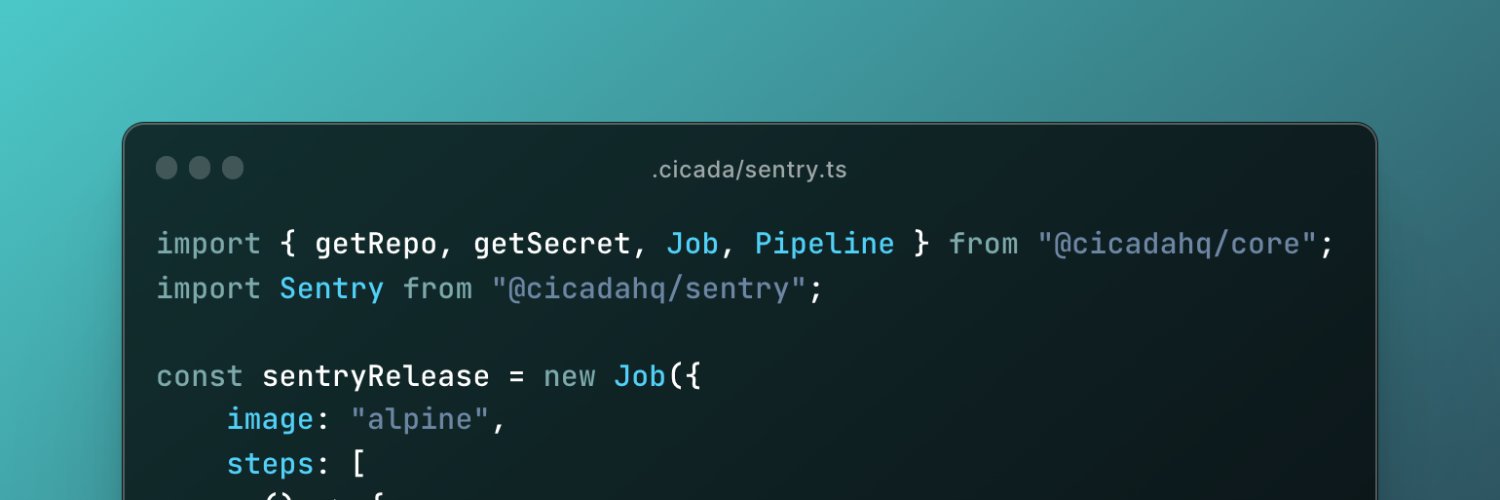 .cicada/sentry.ts
import { getRepo, getSecret, Job, Pipeline } from "@cicadahq/core";
import Sentry from "@cicadahq/sentry";
const sentryRelease = new Job({
image: "alpine",
steps: [